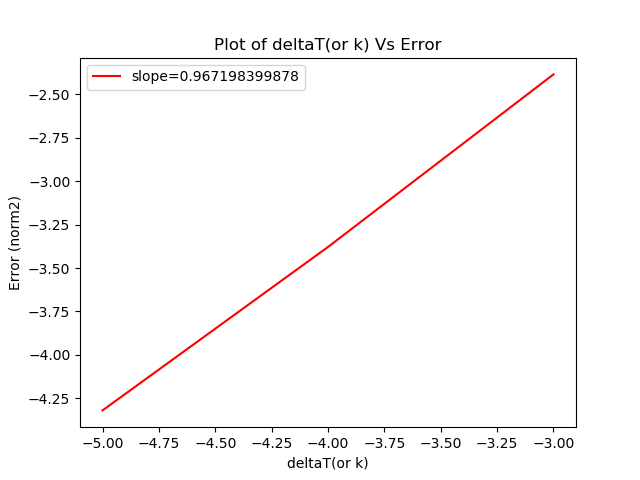 Plot of deltaT(or k) Vs Error
slope=0.967198399878
Error (norm2)
−2.50
−2.75
−3.00
−3.25
−3.50
−3.75
−4.00
−4.25
−5.00 −4.75 −4.50 −4.25 −4.00 −3.75 −3.50 −3.25 −3.00
deltaT(or k)